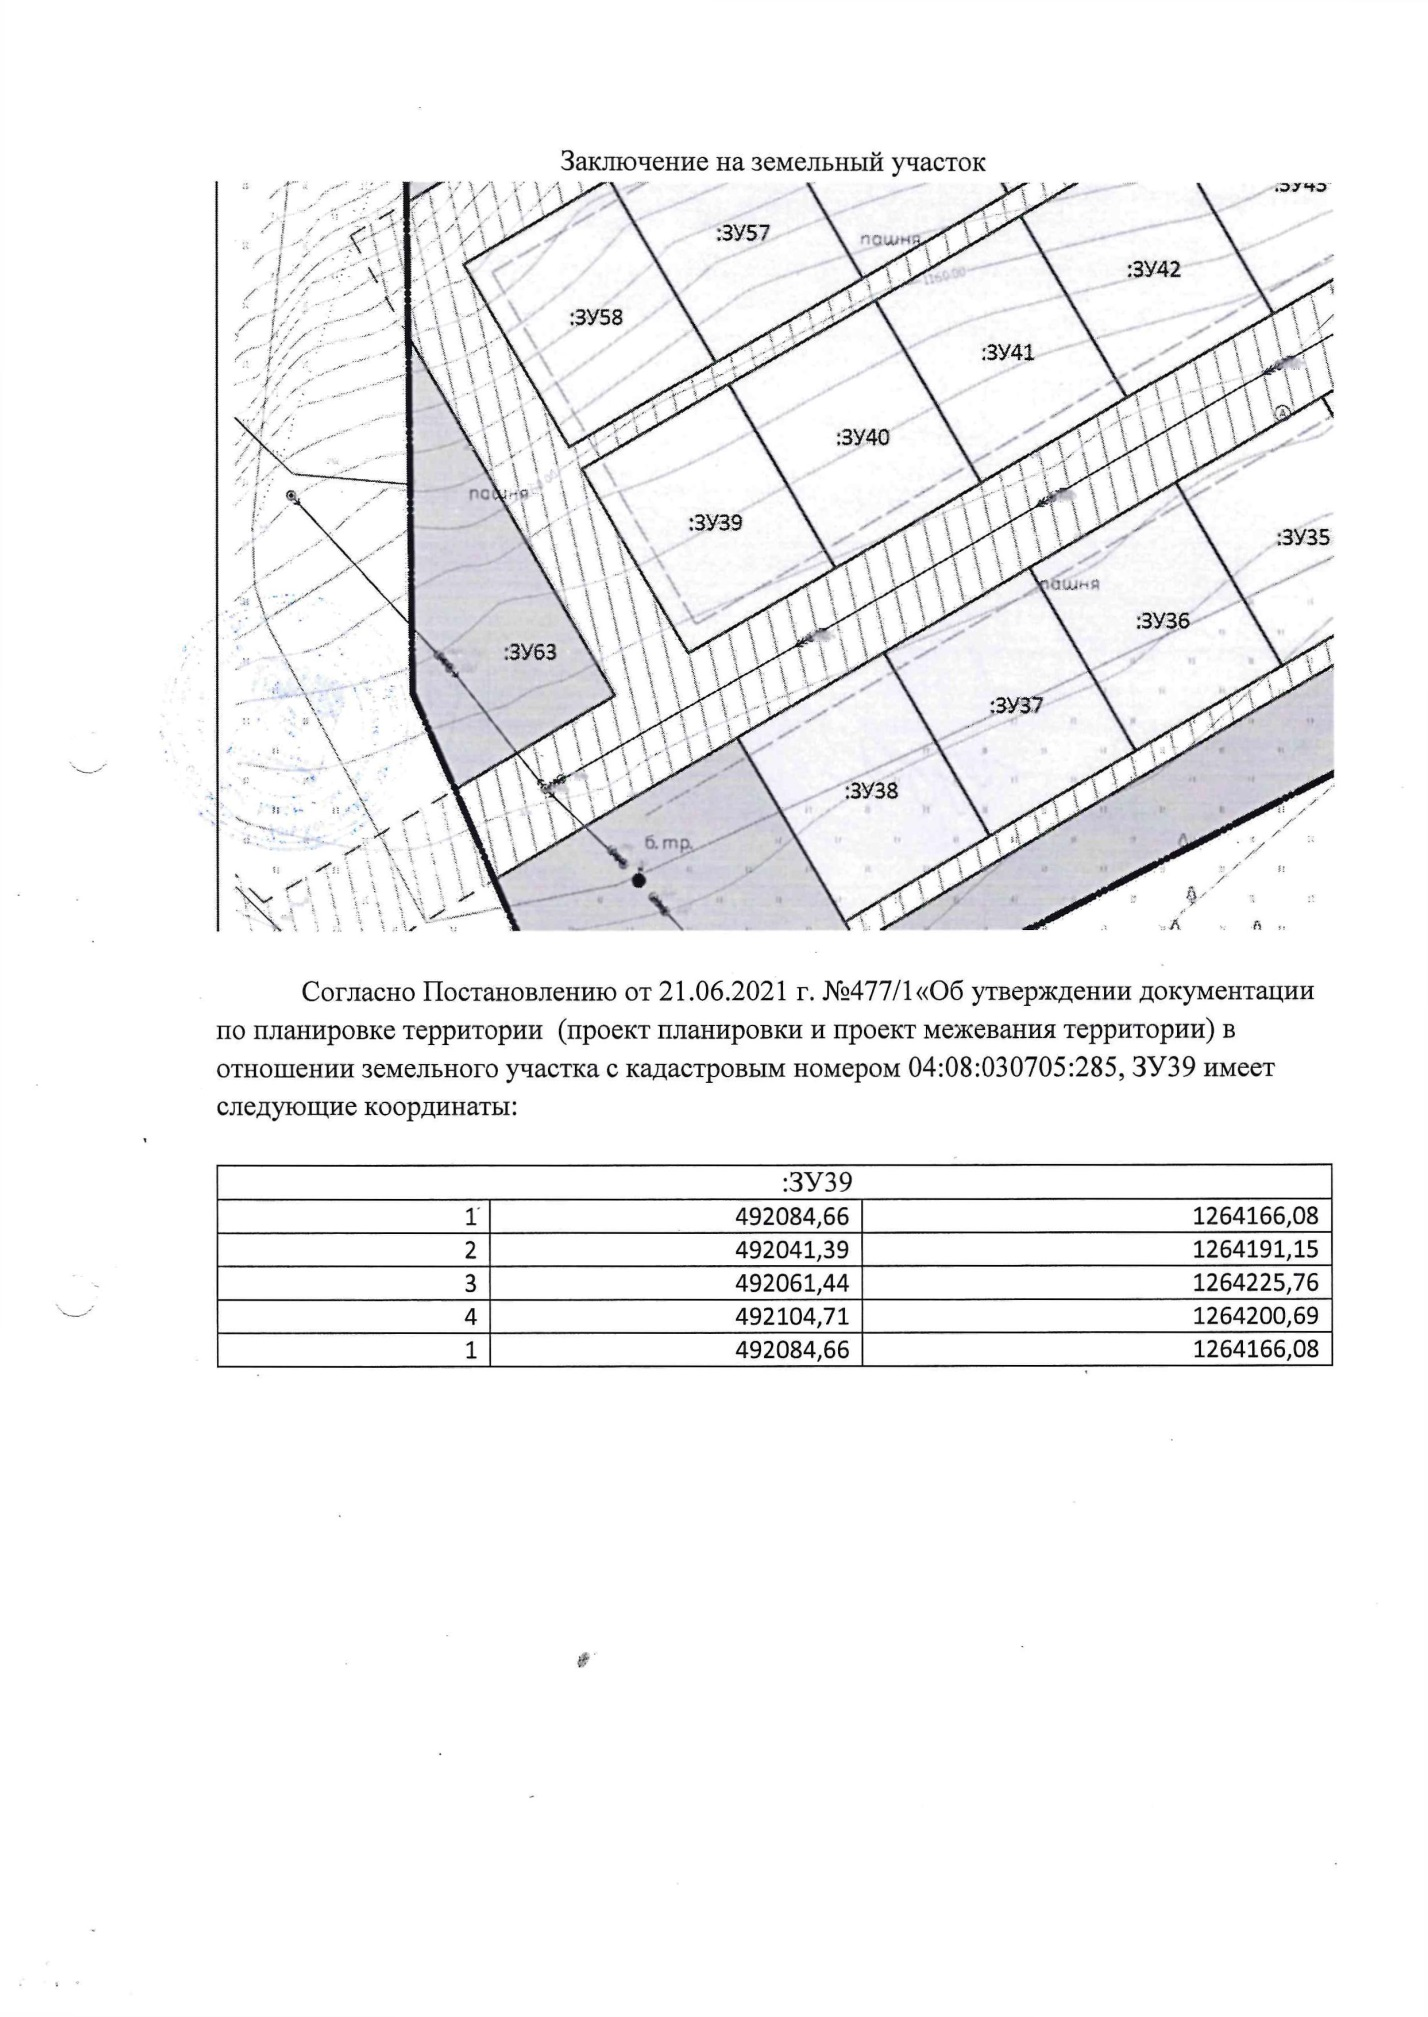 Заключение на земельный участок
:ЗУ43
:ЗУ57
пашня
1160.00
:ЗУ42
:ЗУ58
:ЗУ41
А
:ЗУ40
пашня
:ЗУ39
:ЗУ35
пашня
:ЗУ36
:ЗУ63
:ЗУ37
:ЗУ38
б.тр.
Согласно Постановлению от 21.06.2021 г. №477/1«Об утверждении документации
по планировке территории (проект планировки и проект межевания территории) в
отношении земельного участка с кадастровым номером 04:08:030705:285, ЗУ39 имеет
следующие координаты:
:ЗУ39
1 492084,66 1264166,08
2 492041,39 1264191,15
3 492061,44 1264225,76
4 492104,71 1264200,69
1 492084,66 1264166,08